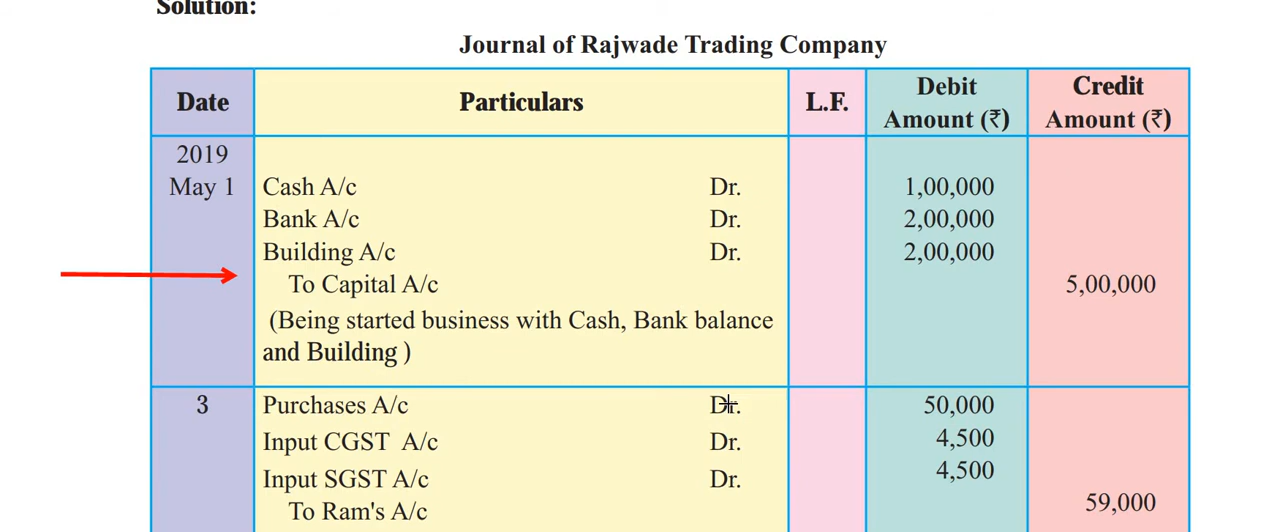 Solution:
Journal of Rajwade Trading Company
Date Particulars L.F. Debit Amount (₹) Credit Amount (₹)
2019
May 1 Cash A/c Dr. 1,00,000
Bank A/c Dr. 2,00,000
Building A/c Dr. 2,00,000
To Capital A/c 5,00,000
(Being started business with Cash, Bank balance
and Building )
3 Purchases A/c Dr. 50,000
Input CGST A/c Dr. 4,500
Input SGST A/c Dr. 4,500
To Ram's A/c 59,000